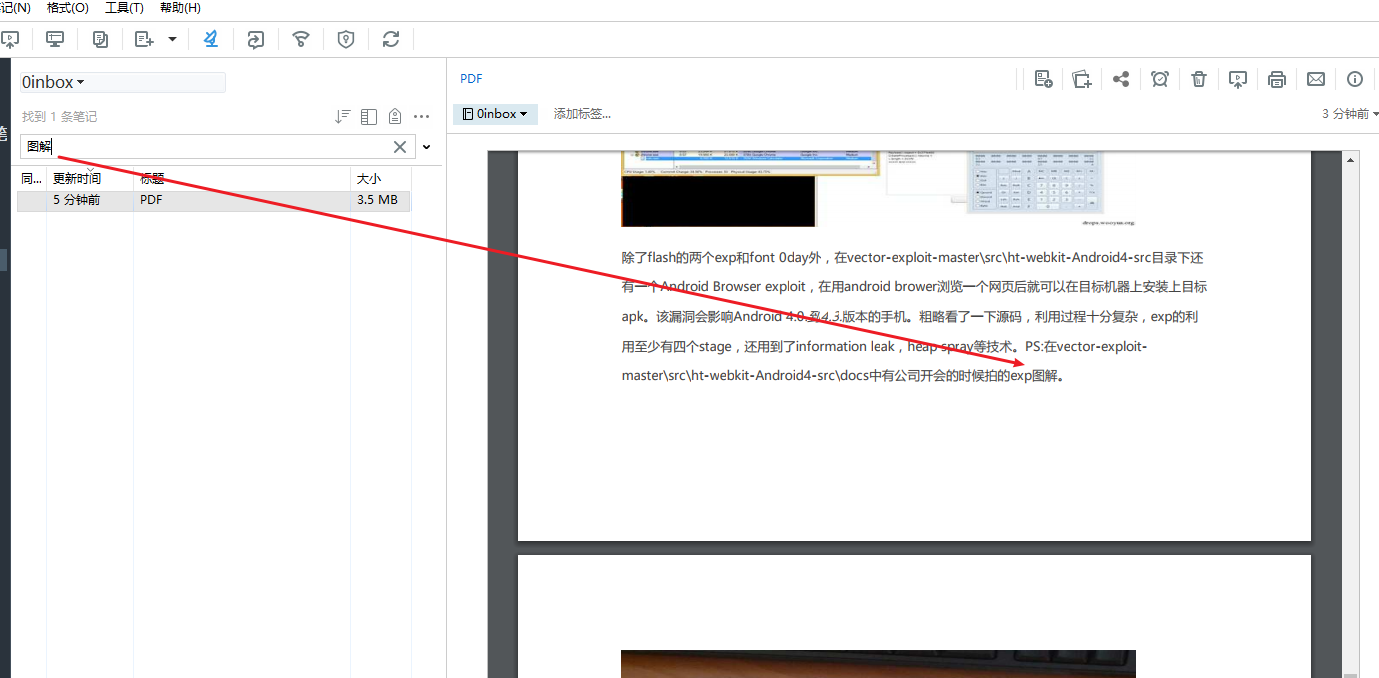 记(N) 格式(O) 工具(T) 帮助(H)
0inbox
找到 1 条笔记
图解
同... 更新时间 标题 大小
5 分钟前 PDF 3.5 MB
PDF
0inbox 添加标签... 3 分钟前
drops.wooyun.org
除了flash的两个exp和font 0day外，在vector-exploit-master\src\ht-webkit-Android4-src目录下还
有一个Android Browser exploit，在用android brower浏览一个网页后就可以在目标机器上安装上目标
apk。该漏洞会影响Android 4.0.到4.3.版本的手机。粗略看了一下源码，利用过程十分复杂，exp的利
用至少有四个stage，还用到了information leak，heap spray等技术。PS:在vector-exploit-
master\src\ht-webkit-Android4-src\docs中有公司开会的时候拍的exp图解。